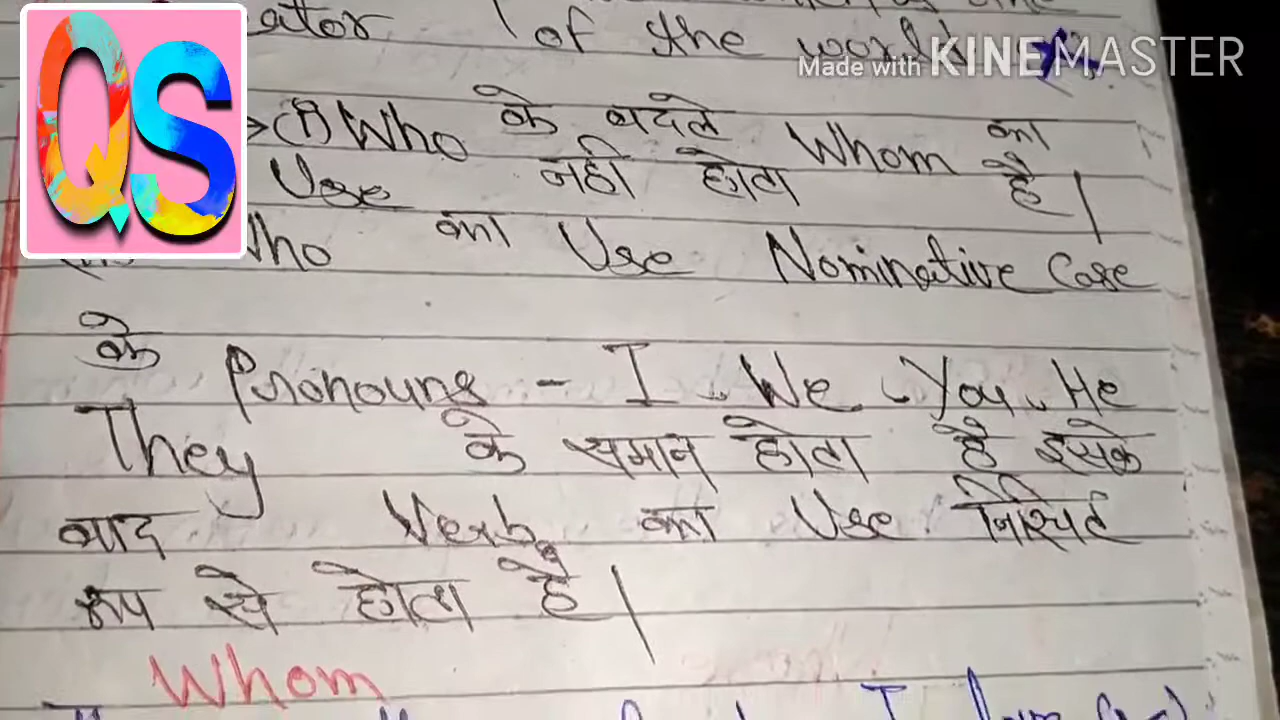 QS
of the world
Made with KINEMASTER
→(i) Who के बदले Whom का
Use नही होता है।
Who का Use Nominative Case
के Pronouns - I, We, You, He
They के समान होता है इसके
बाद Verb का Use निश्चित
रूप से होता है।
Whom